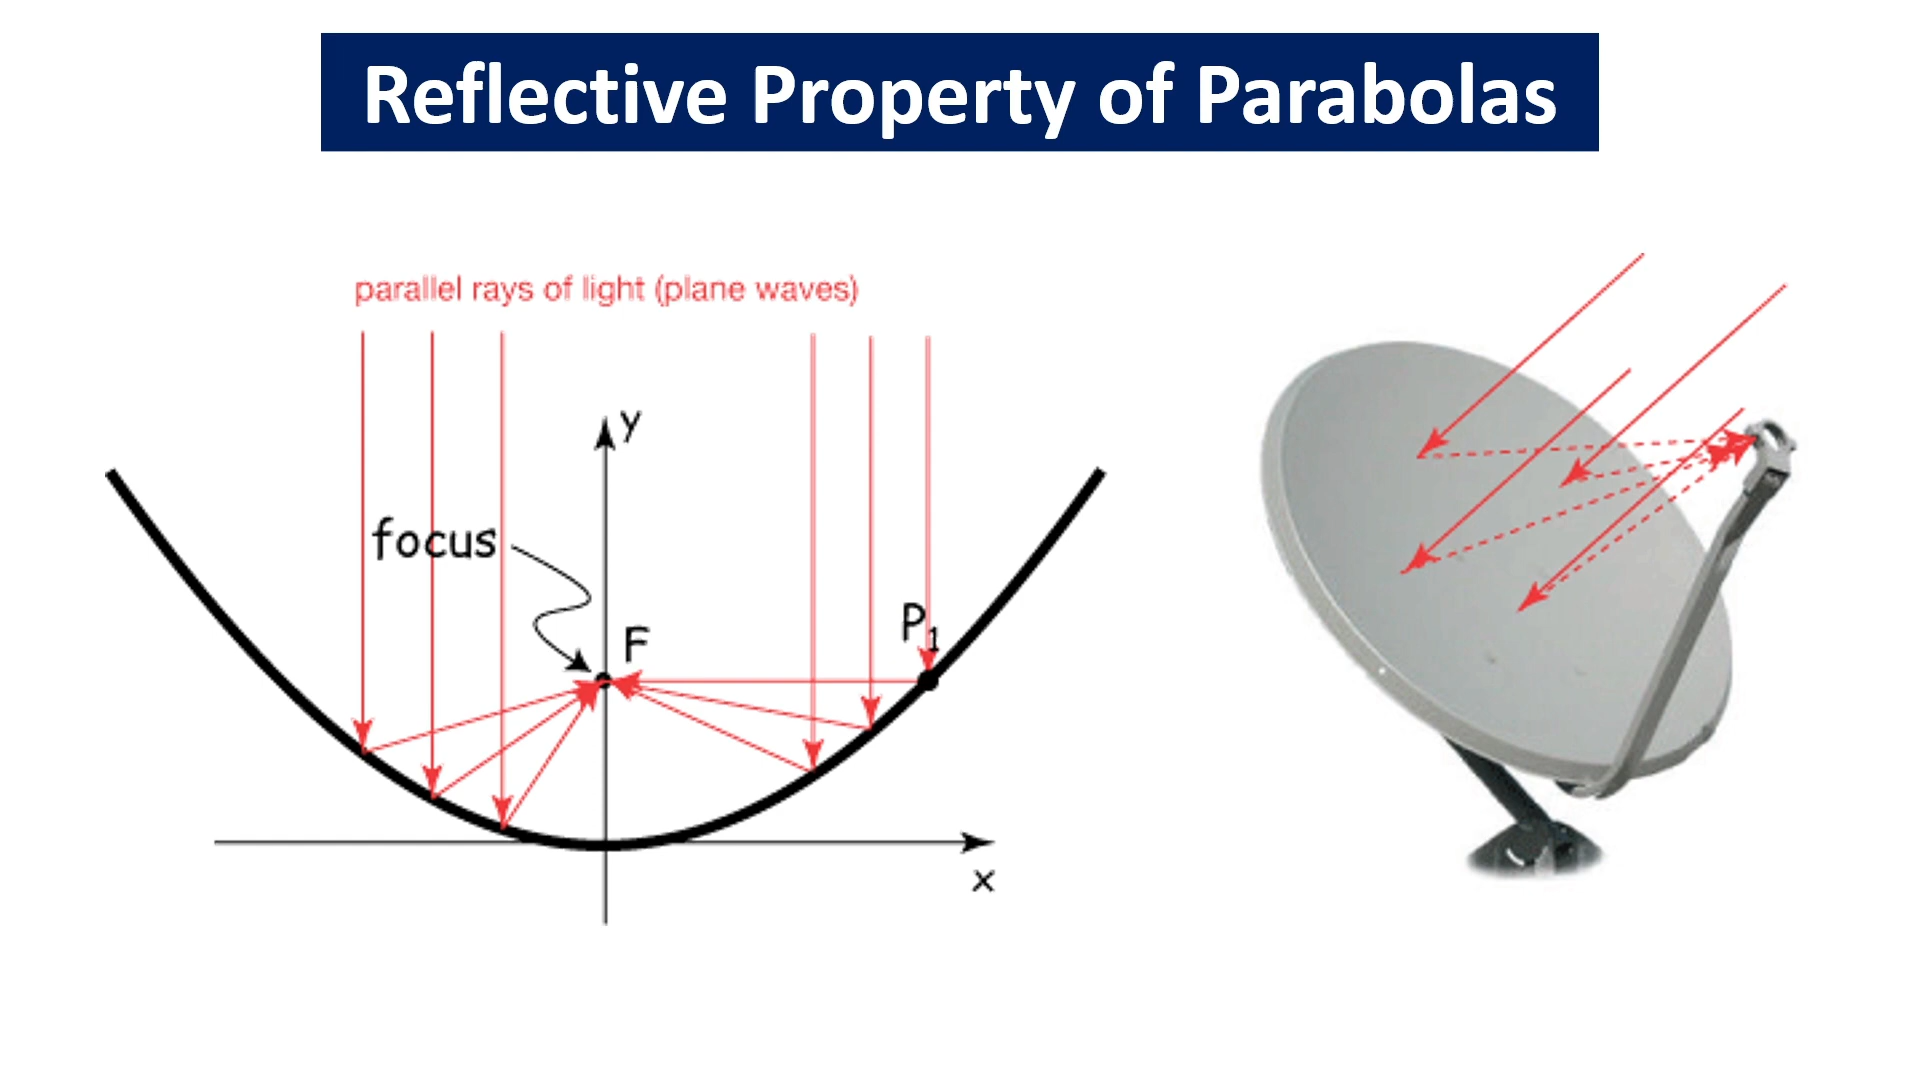 Reflective Property of Parabolas
parallel rays of light (plane waves)
y
focus
F
P1
x